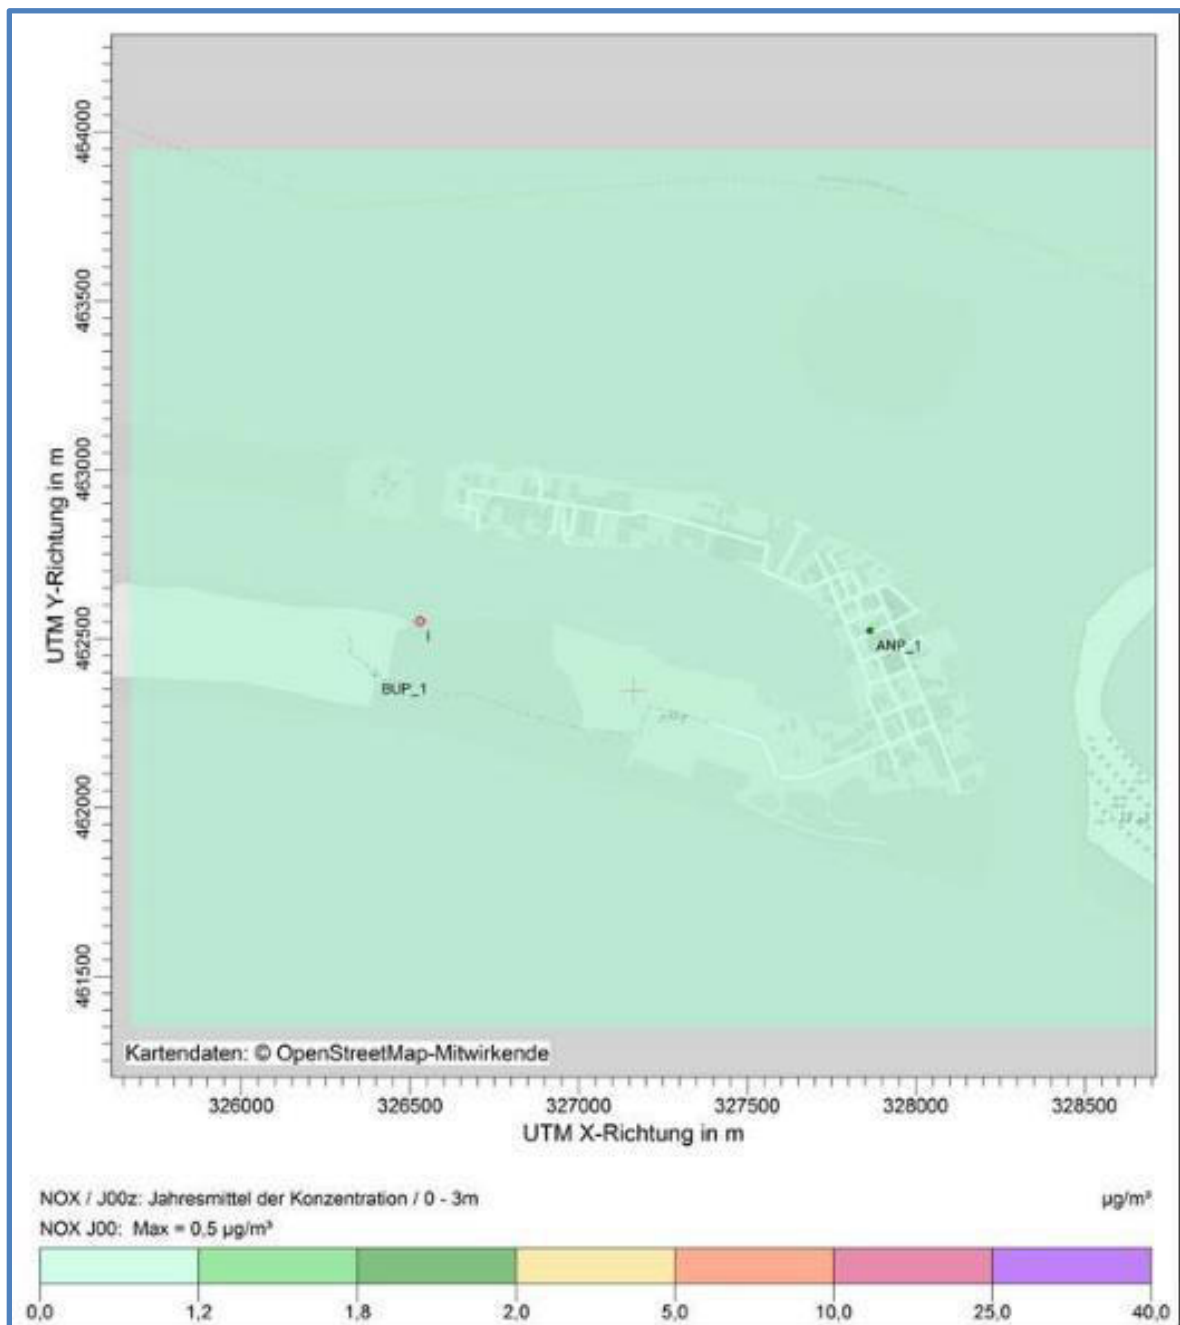 464000
463500
463000
462500
462000
461500
UTM Y-Richtung in m
BUP_1
ANP_1
Kartendaten: © OpenStreetMap-Mitwirkende
326000 326500 327000 327500 328000 328500
UTM X-Richtung in m
NOX / J00z: Jahresmittel der Konzentration / 0 - 3m µg/m³
NOX J00: Max = 0,5 µg/m³
0,0 1,2 1,8 2,0 5,0 10,0 25,0 40,0